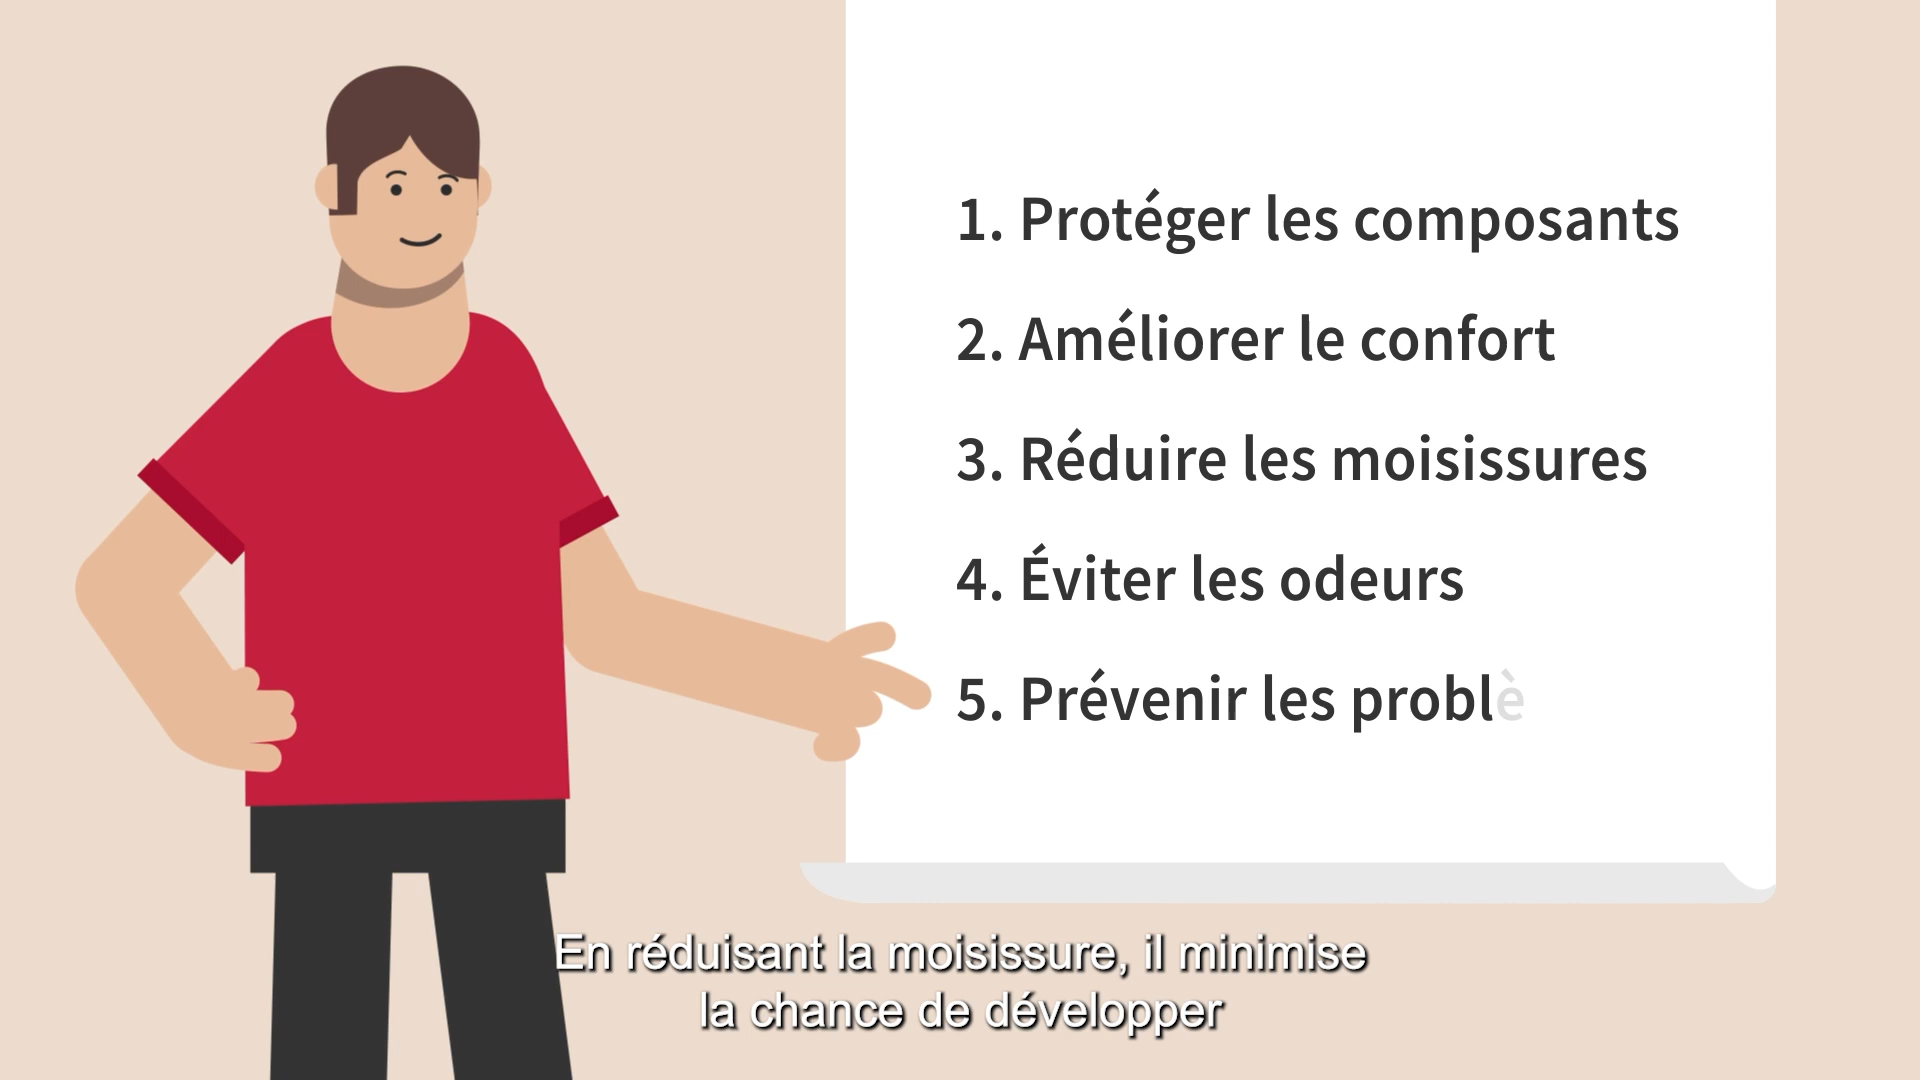 1. Protéger les composants
2. Améliorer le confort
3. Réduire les moisissures
4. Éviter les odeurs
5. Prévenir les problè
En réduisant la moisissure, il minimise
la chance de développer